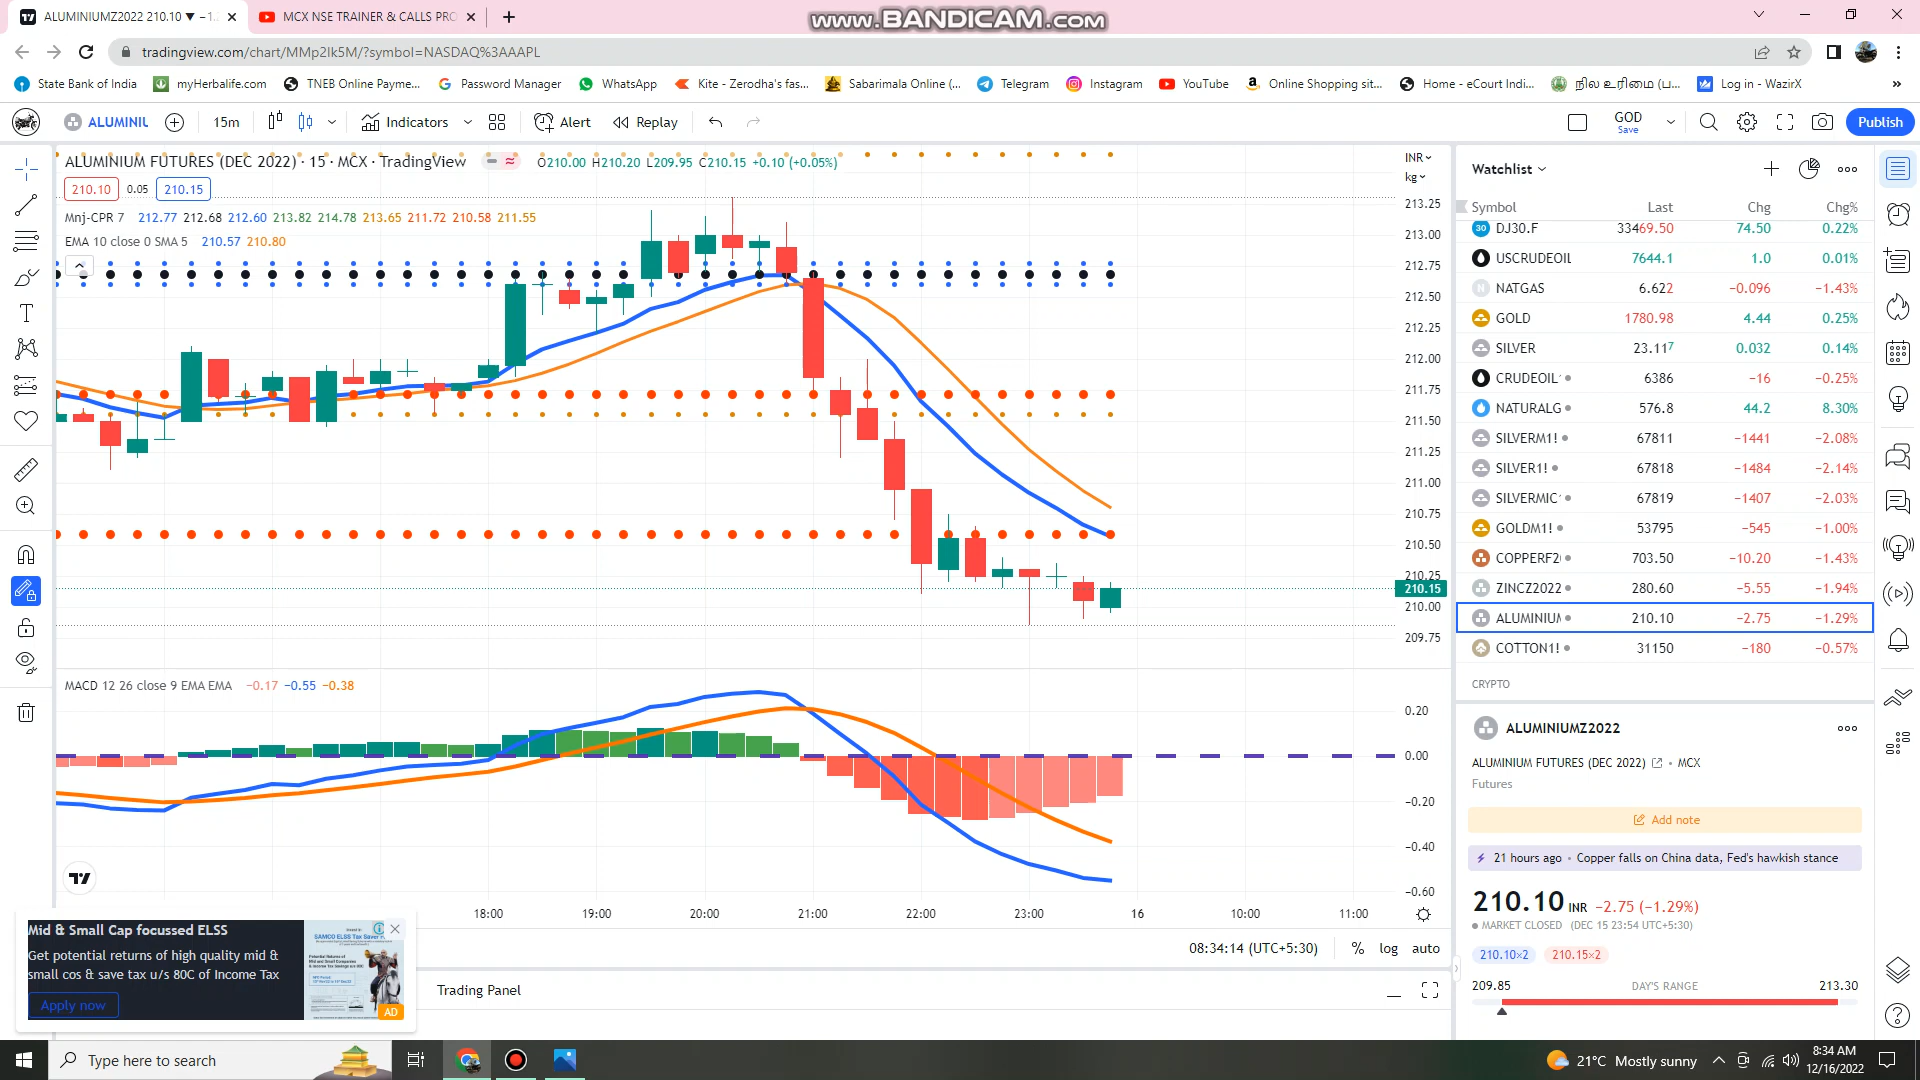 ALUMINIUMZ2022 210.10 ▼ −1.
MCX NSE TRAINER & CALLS PRO
www.BANDICAM.com
tradingview.com/chart/MMp2Ik5M/?symbol=NASDAQ%3AAAPL
State Bank of India
myHerbalife.com
TNEB Online Payme...
Password Manager
WhatsApp
Kite - Zerodha's fas...
Sabarimala Online (...
Telegram
Instagram
YouTube
Online Shopping sit...
Home - eCourt Indi...
நில உரிமை (ப...
Log in - WazirX
»
ALUMINIU
15m
Indicators
Alert
Replay
GOD
Save
Publish
ALUMINIUM FUTURES (DEC 2022) · 15 · MCX · TradingView
O210.00 H210.20 L209.95 C210.15 +0.10 (+0.05%)
210.10 0.05 210.15
Mnj-CPR 7 212.77 212.68 212.60 213.82 214.78 213.65 211.72 210.58 211.55
EMA 10 close 0 SMA 5 210.57 210.80
INR
kg
213.25
213.00
212.75
212.50
212.25
212.00
211.75
211.50
211.25
211.00
210.75
210.50
210.25
210.15
210.00
209.75
MACD 12 26 close 9 EMA EMA −0.17 −0.55 −0.38
0.20
0.00
−0.20
−0.40
−0.60
18:00 19:00 20:00 21:00 22:00 23:00 16 10:00 11:00
08:34:14 (UTC+5:30) % log auto
Trading Panel
Mid & Small Cap focussed ELSS
Get potential returns of high quality mid &
small cos & save tax u/s 80C of Income Tax
Apply now
SAMCO ELSS Tax Saver
AD
Watchlist
Symbol Last Chg Chg%
30 DJ30.F 33469.50 74.50 0.22%
USCRUDEOIL 7644.1 1.0 0.01%
N NATGAS 6.622 −0.096 −1.43%
GOLD 1780.98 4.44 0.25%
SILVER 23.117 0.032 0.14%
CRUDEOIL 6386 −16 −0.25%
NATURALG 576.8 44.2 8.30%
SILVERM1! 67811 −1441 −2.08%
SILVER1! 67818 −1484 −2.14%
SILVERMIC 67819 −1407 −2.03%
GOLDM1! 53795 −545 −1.00%
COPPERF2 703.50 −10.20 −1.43%
ZINCZ2022 280.60 −5.55 −1.94%
ALUMINIUM 210.10 −2.75 −1.29%
COTTON1! 31150 −180 −0.57%
CRYPTO
ALUMINIUMZ2022
ALUMINIUM FUTURES (DEC 2022) • MCX
Futures
Add note
21 hours ago • Copper falls on China data, Fed's hawkish stance
210.10 INR −2.75 (−1.29%)
MARKET CLOSED (DEC 15 23:54 UTC+5:30)
210.10×2 210.15×2
209.85 DAY'S RANGE 213.30
Type here to search
21°C Mostly sunny
8:34 AM
12/16/2022